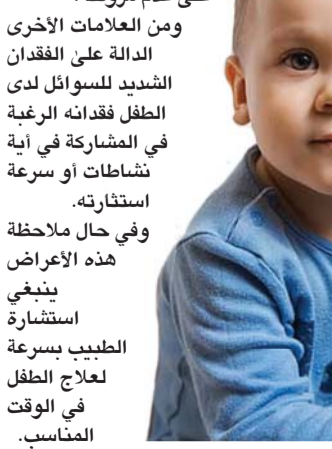 ومن العلامات الأخرى
الدالة على الفقدان
الشديد للسوائل لدى
الطفل فقدانه الرغبة
في المشاركة في أية
نشاطات أو سرعة
استثارته.
وفي حال ملاحظة
هذه الأعراض
ينبغي
استشارة
الطبيب بسرعة
لعلاج الطفل
في الوقت
المناسب.